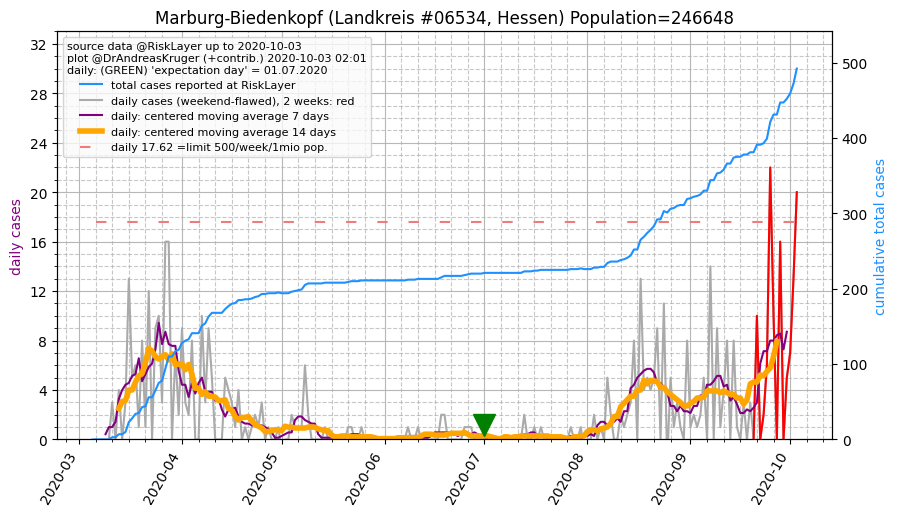 Marburg-Biedenkopf (Landkreis #06534, Hessen) Population=246648
source data @RiskLayer up to 2020-10-03
plot @DrAndreasKruger (+contrib.) 2020-10-03 02:01
daily: (GREEN) 'expectation day' = 01.07.2020
total cases reported at RiskLayer
daily cases (weekend-flawed), 2 weeks: red
daily: centered moving average 7 days
daily: centered moving average 14 days
daily 17.62 =limit 500/week/1mio pop.
daily cases
32
28
24
20
16
12
8
4
0
500
400
300
200
100
0
cumulative total cases
2020-03
2020-04
2020-05
2020-06
2020-07
2020-08
2020-09
2020-10